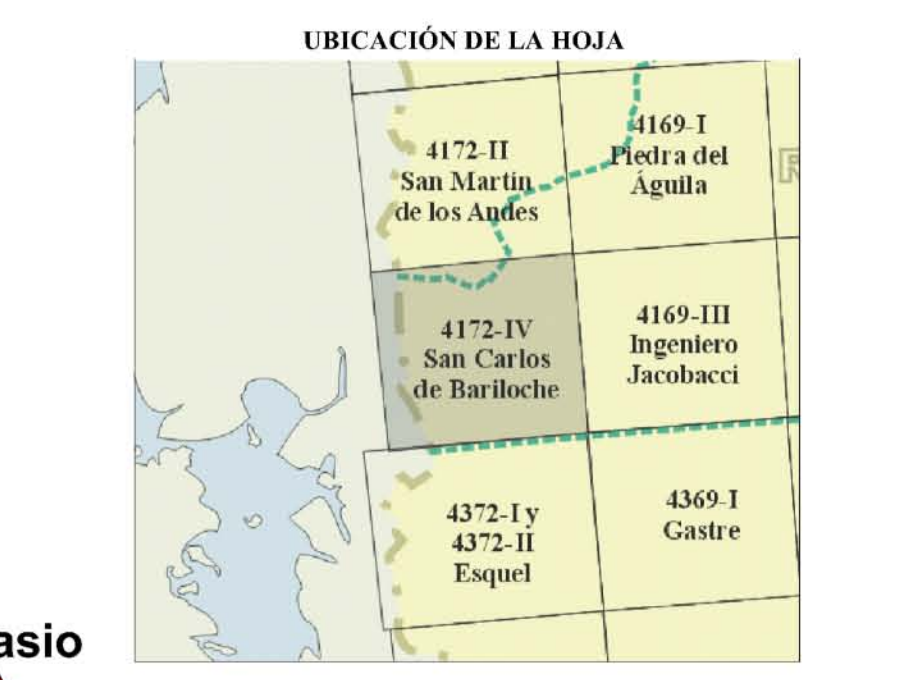 UBICACIÓN DE LA HOJA
4172-II
San Martín
de los Andes
4169-I
Piedra del
Águila
R
4172-IV
San Carlos
de Bariloche
4169-III
Ingeniero
Jacobacci
4372-I y
4372-II
Esquel
4369-I
Gastre
asio